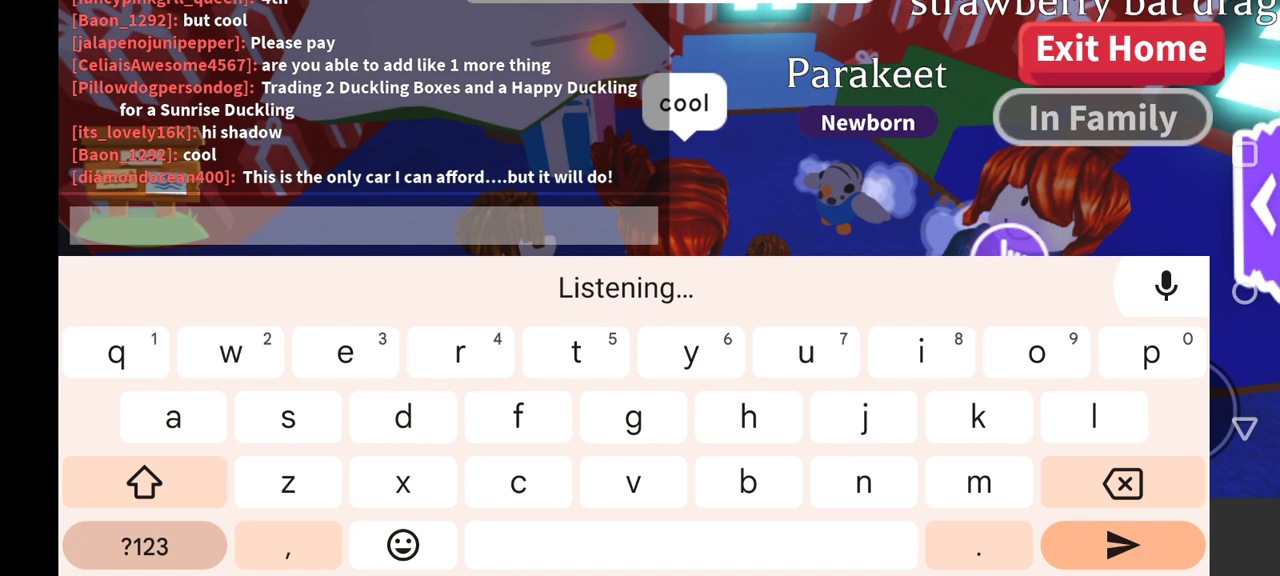 [Baon_1292]: but cool
[jalapenojunipepper]: Please pay
[CeliaisAwesome4567]: are you able to add like 1 more thing
[Pillowdogpersondog]: Trading 2 Duckling Boxes and a Happy Duckling
for a Sunrise Duckling
[its_lovely16k]: hi shadow
[Baon_1292]: cool
[diamondocean400]: This is the only car I can afford....but it will do!
cool
strawberry bat drag
Parakeet
Newborn
Exit Home
In Family
Listening...
q 1 w 2 e 3 r 4 t 5 y 6 u 7 i 8 o 9 p 0
a s d f g h j k l
z x c v b n m
?123 , .